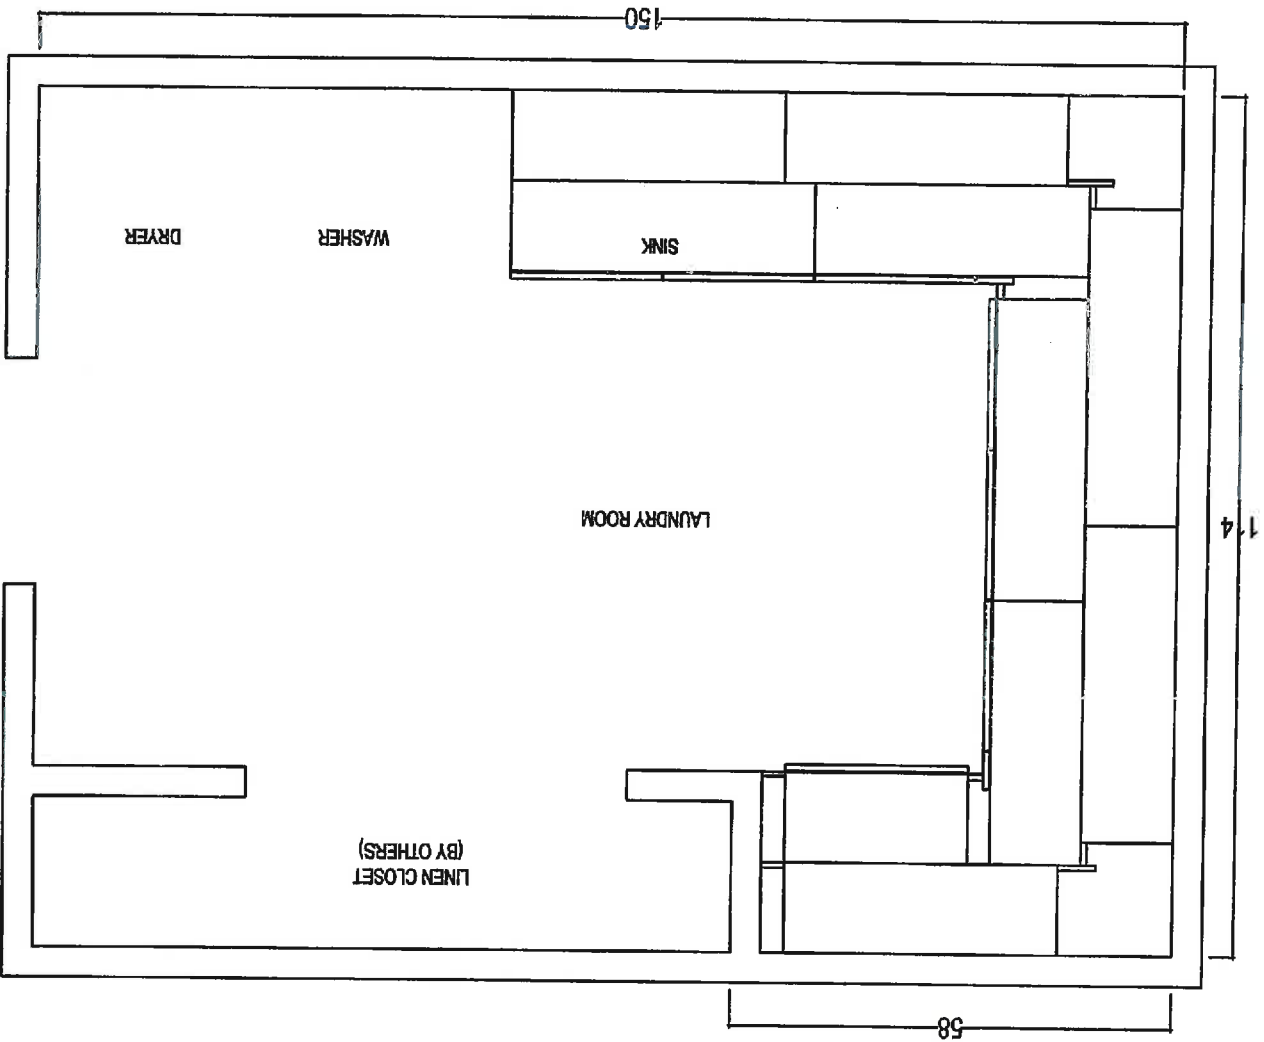 58
LINEN CLOSET
(BY OTHERS)
114
LAUNDRY ROOM
SINK
WASHER
DRYER
150